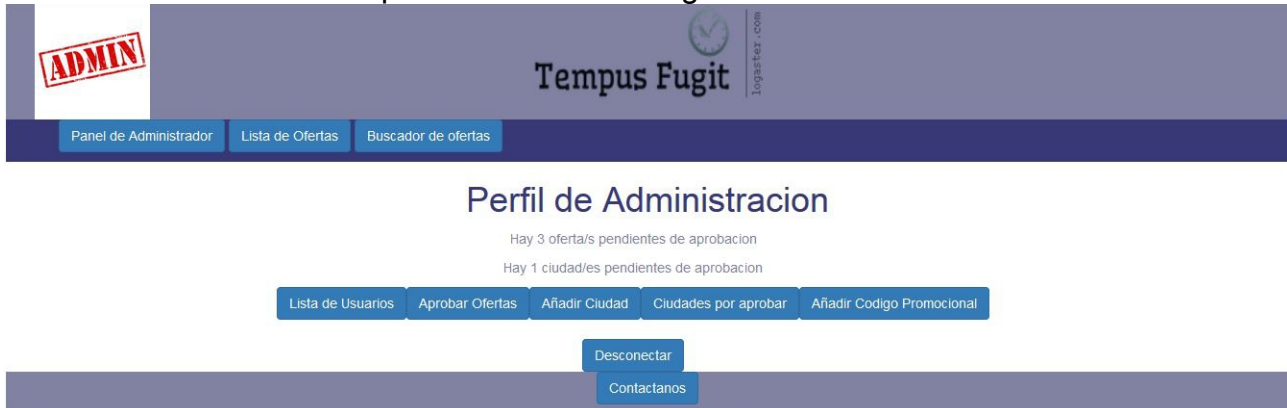 ADMIN
Tempus Fugit
logaster.com
Panel de Administrador Lista de Ofertas Buscador de ofertas
Perfil de Administracion
Hay 3 oferta/s pendientes de aprobacion
Hay 1 ciudad/es pendientes de aprobacion
Lista de Usuarios Aprobar Ofertas Añadir Ciudad Ciudades por aprobar Añadir Codigo Promocional
Desconectar
Contactanos